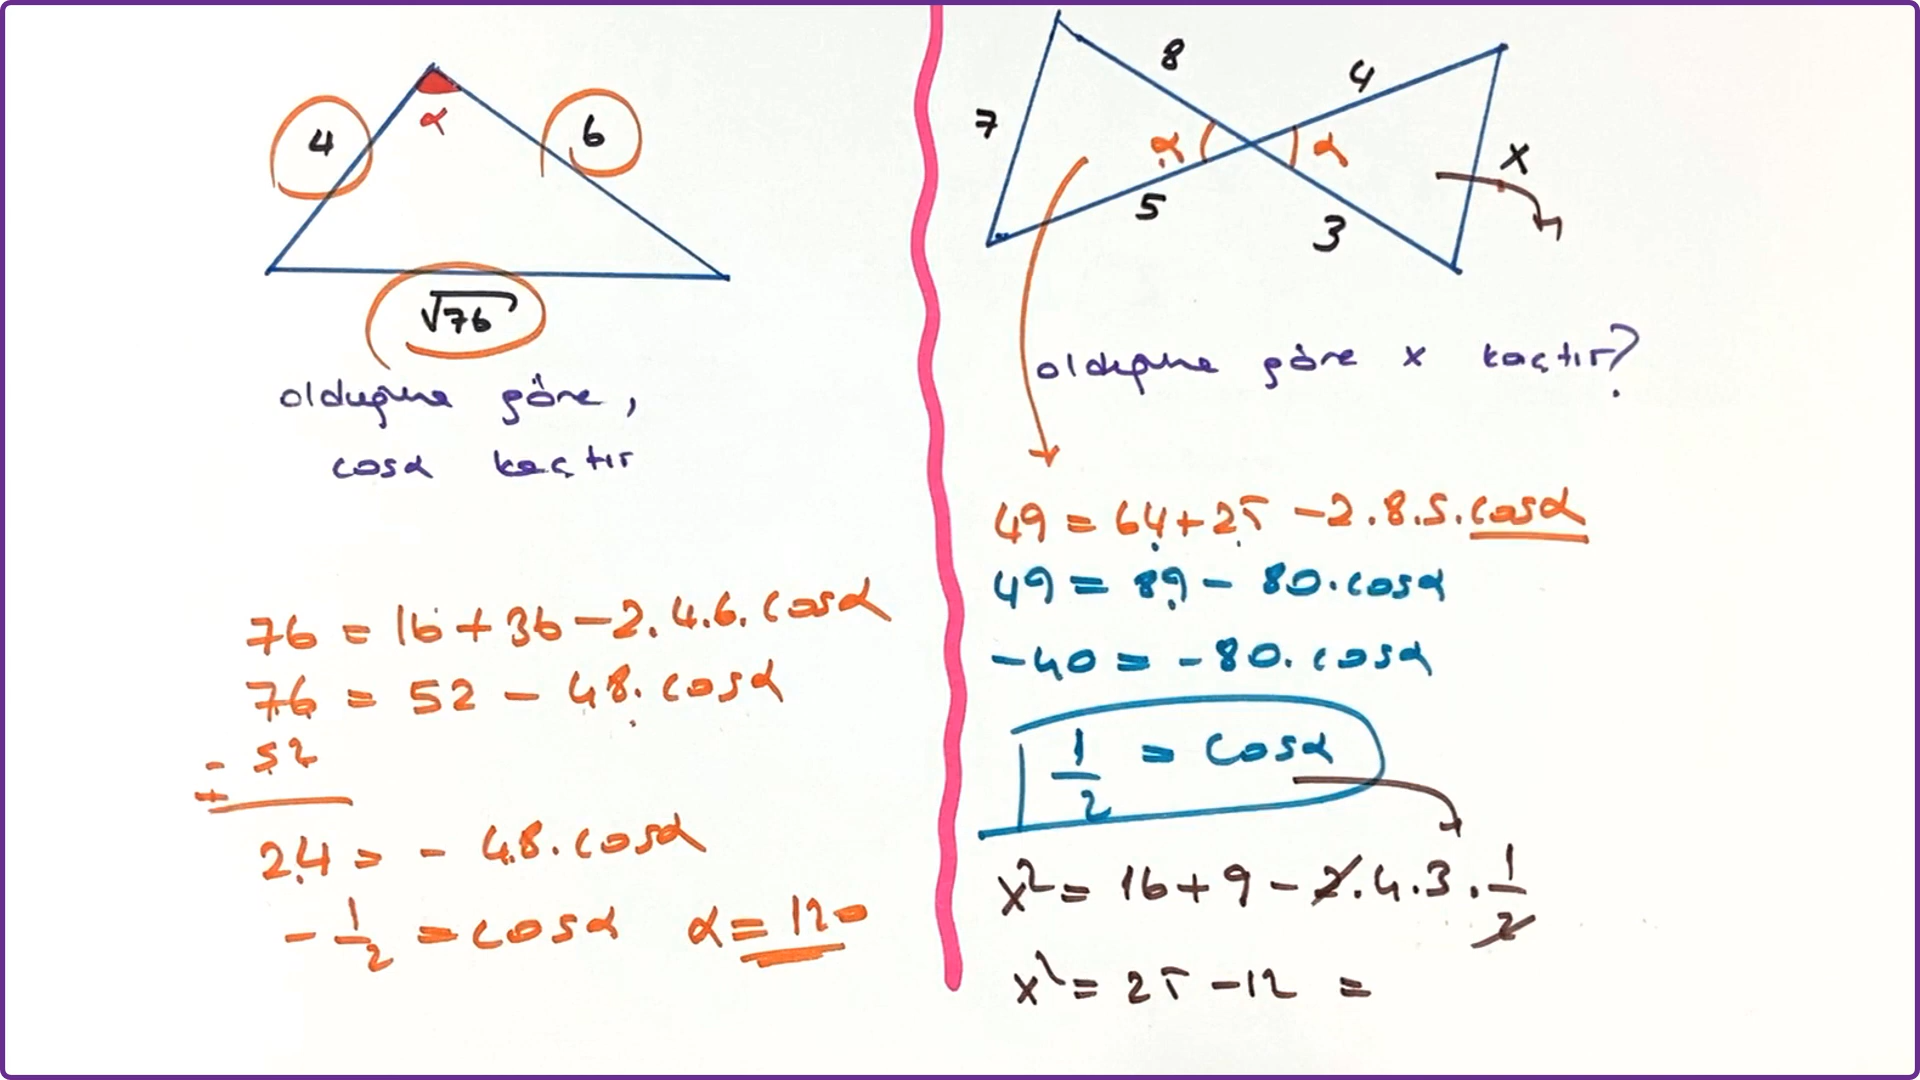 4
α
6
√76
olduğuna göre,
cosα kaçtır
76 = 16 + 36 - 2.4.6.cosα
76 = 52 - 48.cosα
- 52
+
24 = - 48.cosα
- 1/2 = cosα α = 120
8
4
7
α
α
x
5
3
olduğuna göre x kaçtır?
49 = 64 + 25 - 2.8.5.cosα
49 = 89 - 80.cosα
-40 = -80.cosα
1/2 = cosα
x² = 16 + 9 - 2.4.3.1/2
x² = 25 - 12 =